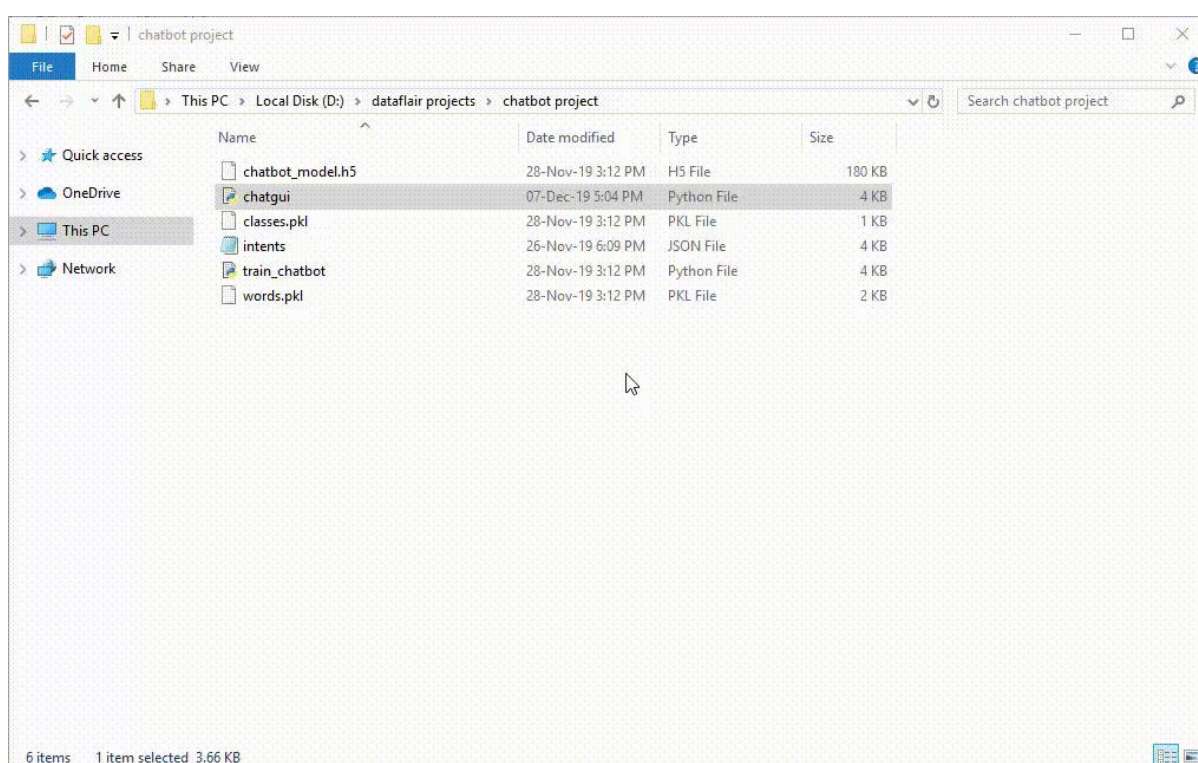 chatbot project
File Home Share View
This PC Local Disk (D:) dataflair projects chatbot project Search chatbot project
Name Date modified Type Size
Quick access
OneDrive
This PC
Network
chatbot_model.h5 28-Nov-19 3:12 PM H5 File 180 KB
chatgui 07-Dec-19 5:04 PM Python File 4 KB
classes.pkl 28-Nov-19 3:12 PM PKL File 1 KB
intents 26-Nov-19 6:09 PM JSON File 4 KB
train_chatbot 28-Nov-19 3:12 PM Python File 4 KB
words.pkl 28-Nov-19 3:12 PM PKL File 2 KB
6 items 1 item selected 3.66 KB